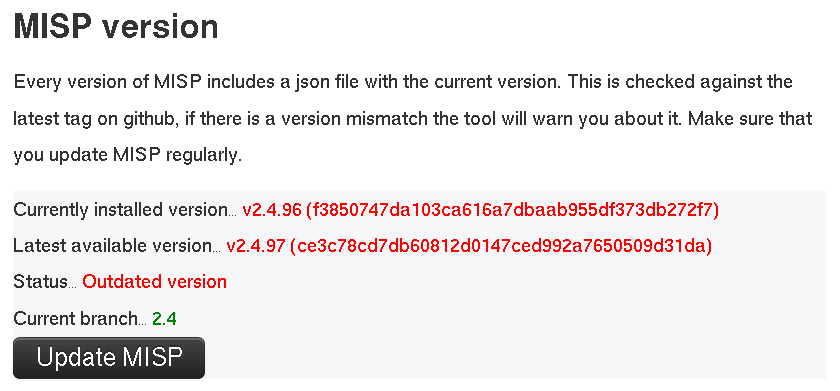 MISP version
Every version of MISP includes a json file with the current version. This is checked against the
latest tag on github, if there is a version mismatch the tool will warn you about it. Make sure that
you update MISP regularly.
Currently installed version... v2.4.96 (f3850747da103ca616a7dbaab955df373db272f7)
Latest available version... v2.4.97 (ce3c78cd7db60812d0147ced992a7650509d31da)
Status... Outdated version
Current branch... 2.4
Update MISP